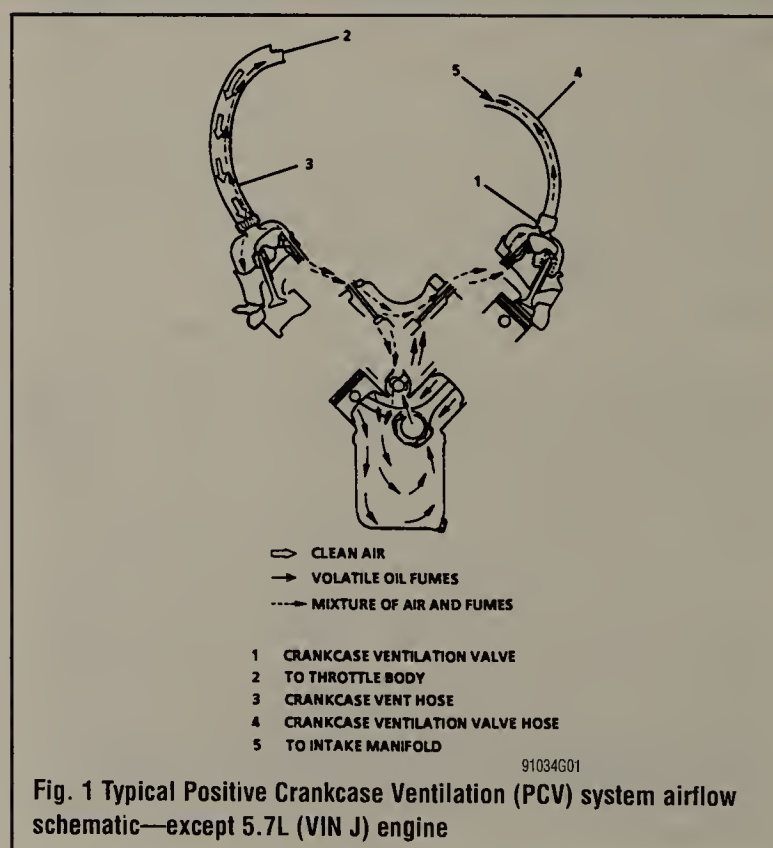 2
5
4
3
1
CLEAN AIR
VOLATILE OIL FUMES
MIXTURE OF AIR AND FUMES
1 CRANKCASE VENTILATION VALVE
2 TO THROTTLE BODY
3 CRANKCASE VENT HOSE
4 CRANKCASE VENTILATION VALVE HOSE
5 TO INTAKE MANIFOLD
91034G01
Fig. 1 Typical Positive Crankcase Ventilation (PCV) system airflow
schematic—except 5.7L (VIN J) engine